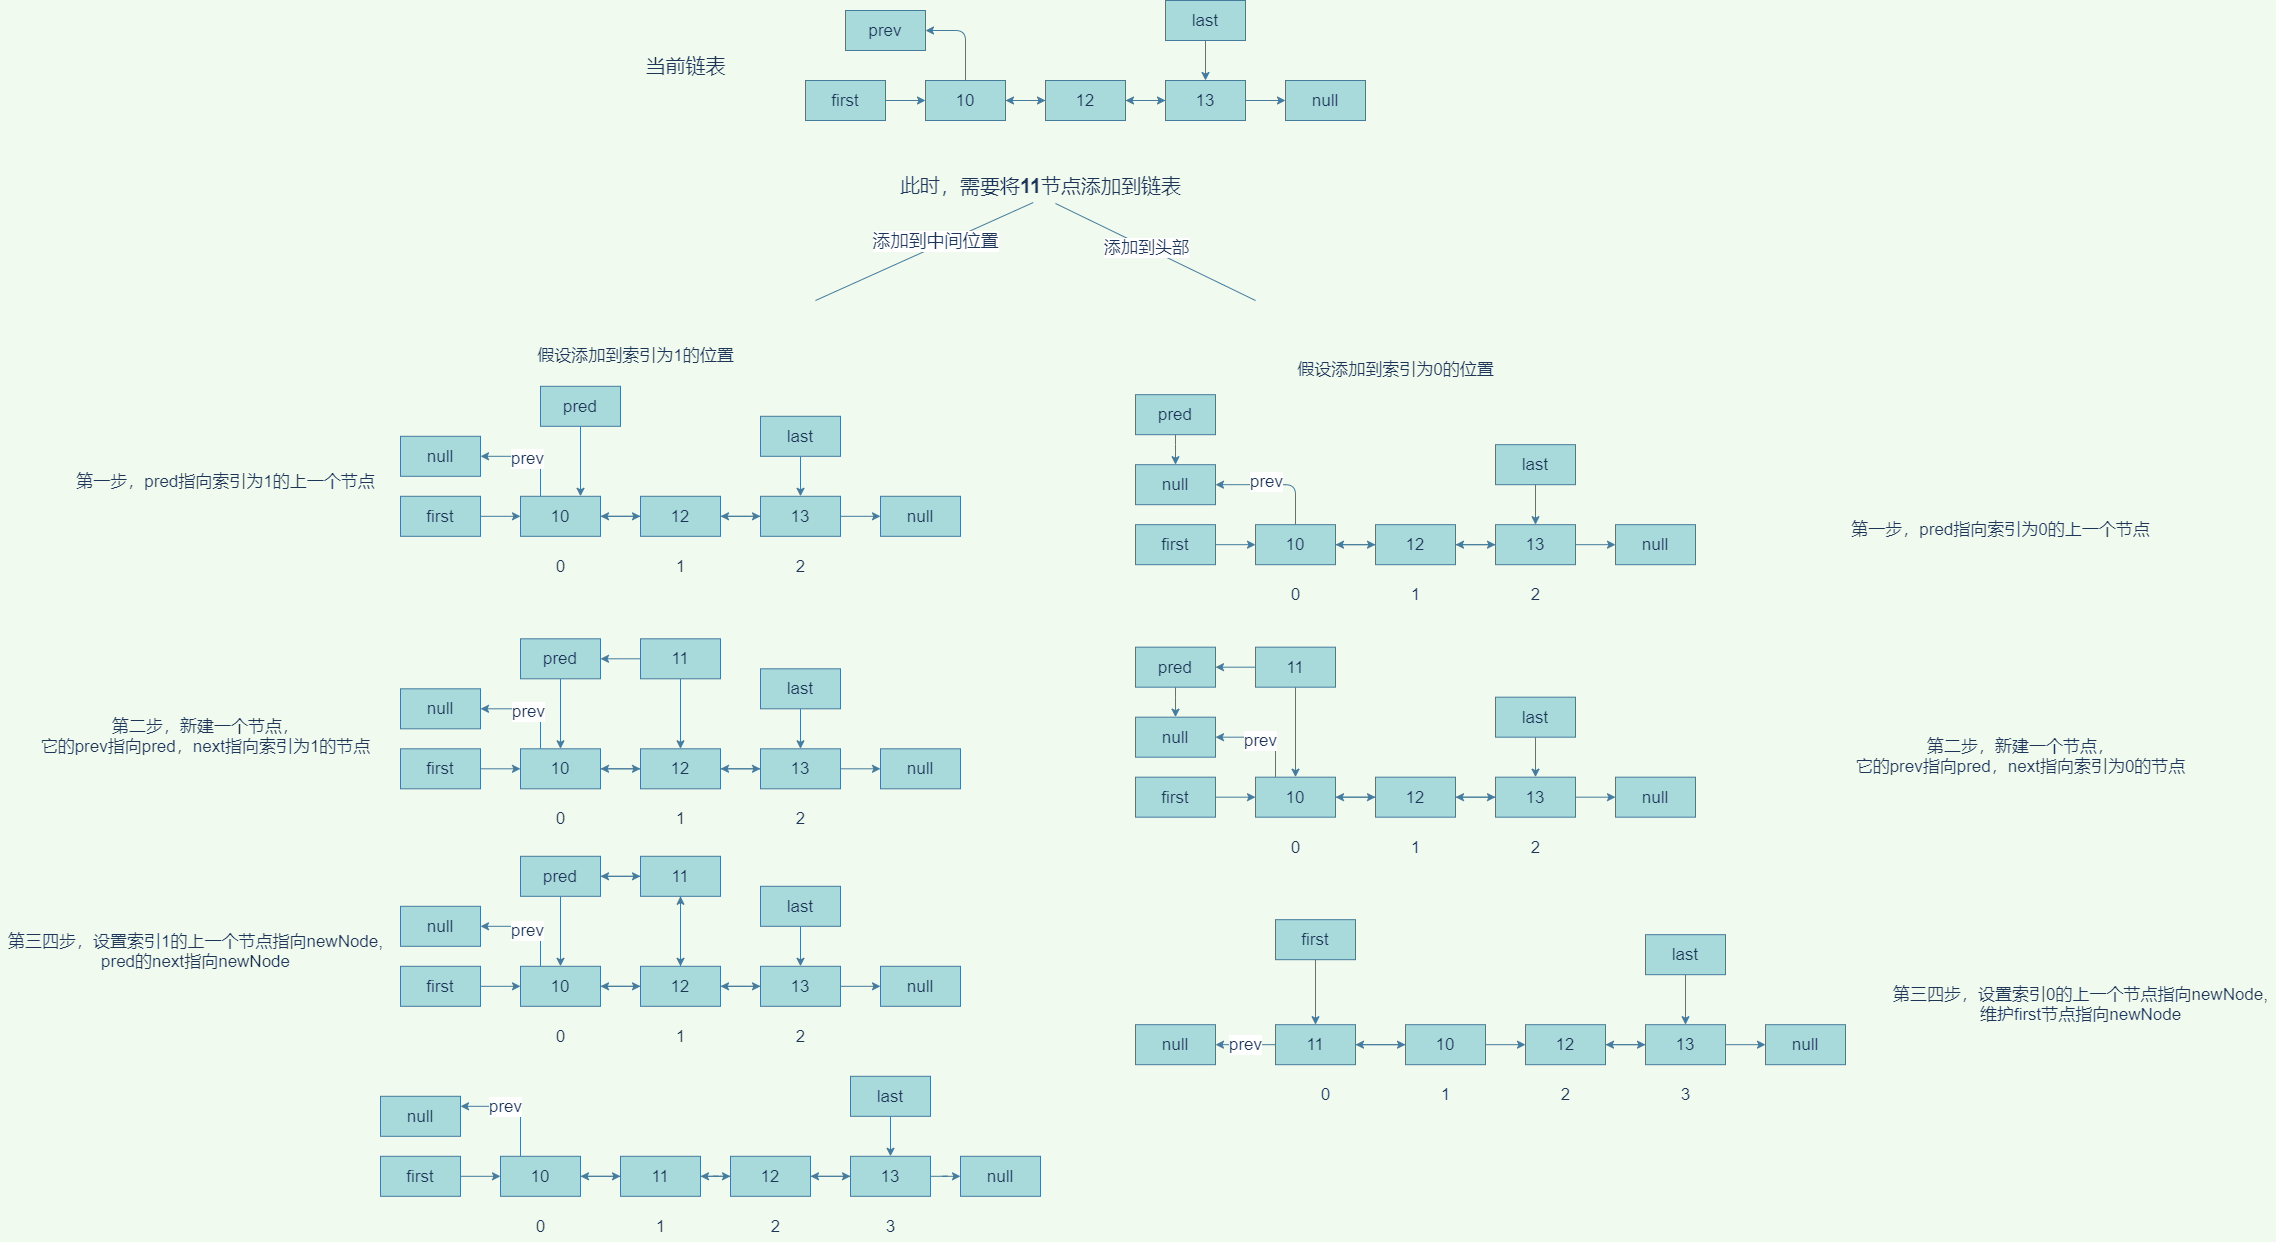 last
prev
当前链表
first
10
12
13
null
此时，需要将11节点添加到链表
添加到中间位置
添加到头部
假设添加到索引为1的位置
pred
last
null
prev
第一步，pred指向索引为1的上一个节点
first
10
12
13
null
0
1
2
pred
11
last
null
prev
第二步，新建一个节点，
它的prev指向pred，next指向索引为1的节点
first
10
12
13
null
0
1
2
pred
11
last
null
prev
第三四步，设置索引1的上一个节点指向newNode,
pred的next指向newNode
first
10
12
13
null
0
1
2
last
null
prev
first
10
11
12
13
null
0
1
2
3
假设添加到索引为0的位置
pred
last
null
prev
first
10
12
13
null
第一步，pred指向索引为0的上一个节点
0
1
2
pred
11
last
null
prev
第二步，新建一个节点，
它的prev指向pred，next指向索引为0的节点
first
10
12
13
null
0
1
2
first
last
第三四步，设置索引0的上一个节点指向newNode,
维护first节点指向newNode
null
prev
11
10
12
13
null
0
1
2
3